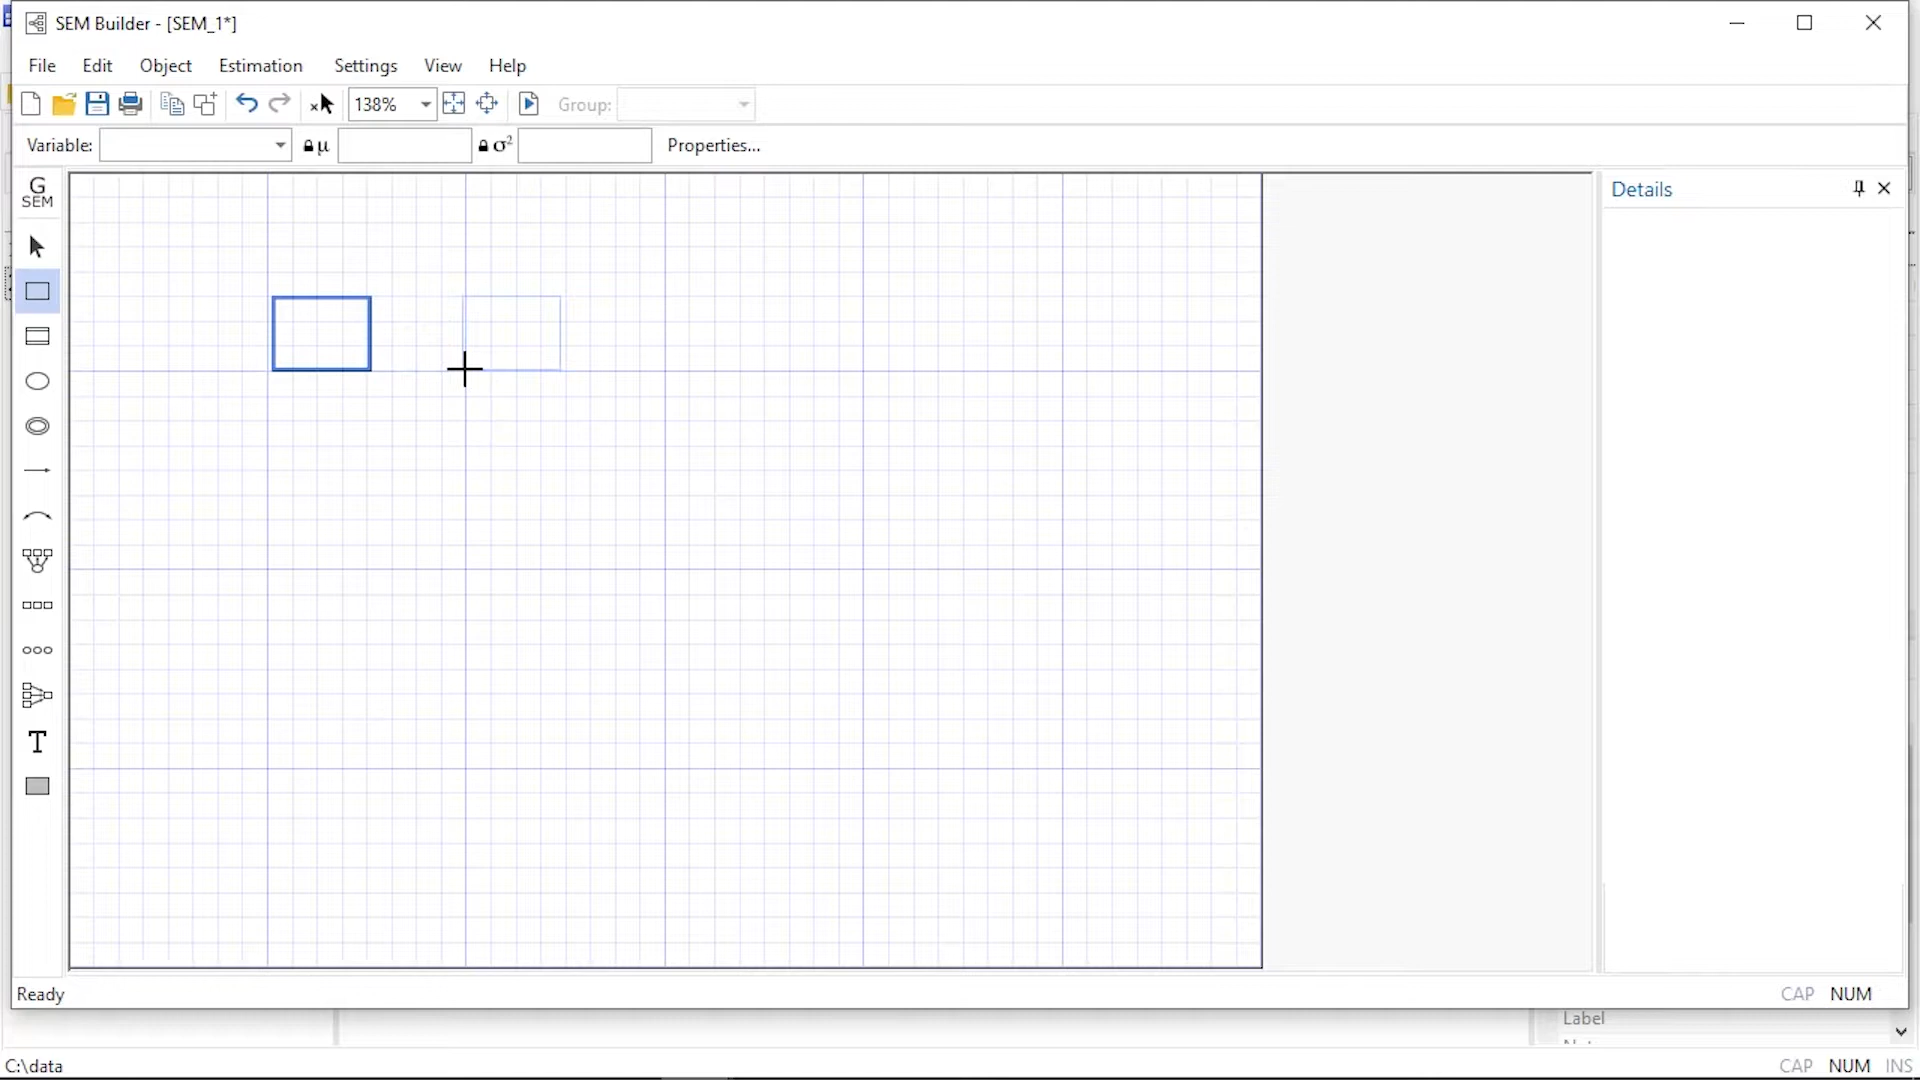 SEM Builder - [SEM_1*]
File Edit Object Estimation Settings View Help
138% Group:
Variable: μ σ² Properties...
G
SEM
Details
T
Ready
CAP NUM
Label
C:\data
CAP NUM INS